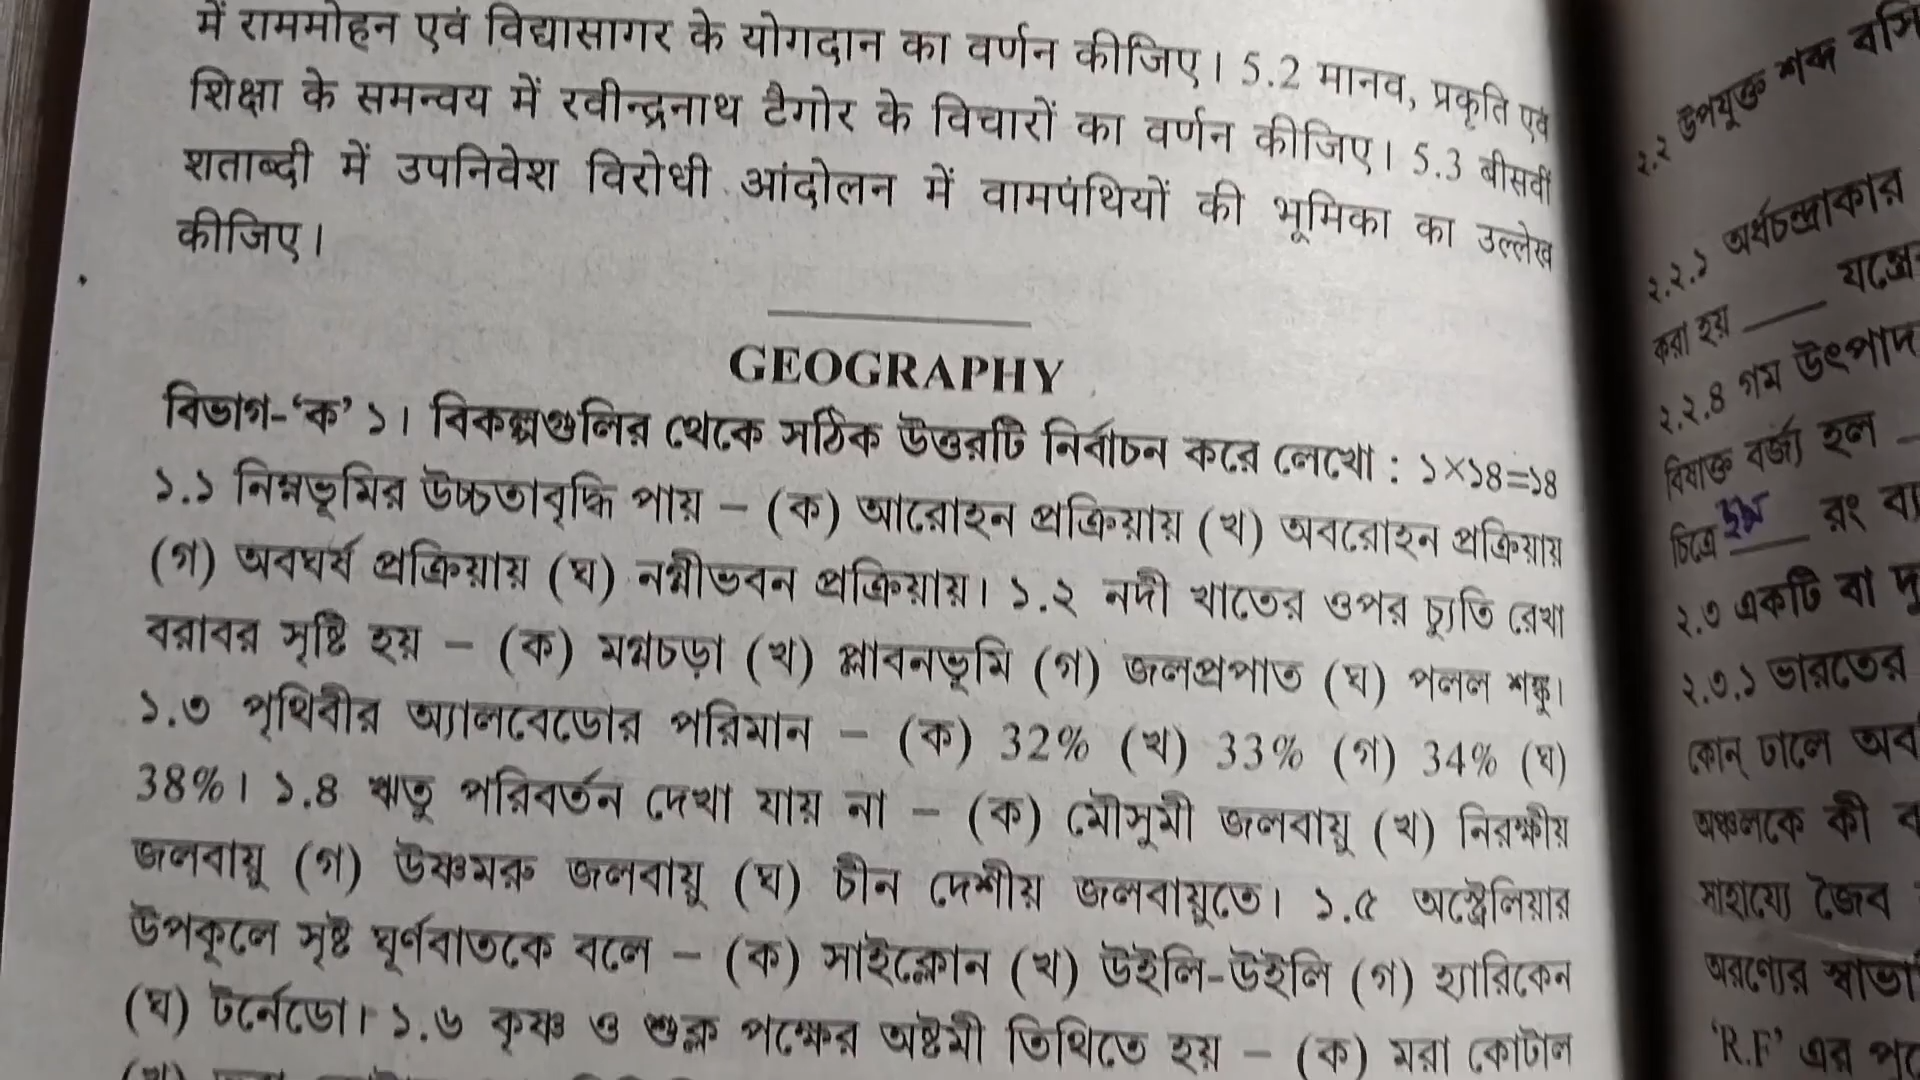 में राममोहन एवं विद्यासागर के योगदान का वर्णन कीजिए। 5.2 मानव, प्रकृति एवं
शिक्षा के समन्वय में रवीन्द्रनाथ टैगोर के विचारों का वर्णन कीजिए। 5.3 बीसवीं
शताब्दी में उपनिवेश विरोधी आंदोलन में वामपंथियों की भूमिका का उल्लेख
कीजिए।
GEOGRAPHY
বিভাগ-‘ক’ ১। বিকল্পগুলির থেকে সঠিক উত্তরটি নির্বাচন করে লেখো : ১×১৪=১৪
১.১ নিম্নভূমির উচ্চতাবৃদ্ধি পায় – (ক) আরোহন প্রক্রিয়ায় (খ) অবরোহন প্রক্রিয়ায়
(গ) অবঘর্ষ প্রক্রিয়ায় (ঘ) নগ্নীভবন প্রক্রিয়ায়। ১.২ নদী খাতের ওপর চ্যুতি রেখা
বরাবর সৃষ্টি হয় – (ক) মগ্নচড়া (খ) প্লাবনভূমি (গ) জলপ্রপাত (ঘ) পলল শঙ্কু।
১.৩ পৃথিবীর অ্যালবেডোর পরিমান – (ক) 32% (খ) 33% (গ) 34% (ঘ)
38%। ১.৪ ঋতু পরিবর্তন দেখা যায় না – (ক) মৌসুমী জলবায়ু (খ) নিরক্ষীয়
জলবায়ু (গ) উষ্ণমরু জলবায়ু (ঘ) চীন দেশীয় জলবায়ুতে। ১.৫ অস্ট্রেলিয়ার
উপকূলে সৃষ্ট ঘূর্ণবাতকে বলে – (ক) সাইক্লোন (খ) উইলি-উইলি (গ) হ্যারিকেন
(ঘ) টর্নেডো। ১.৬ কৃষ্ণ ও শুক্ল পক্ষের অষ্টমী তিথিতে হয় – (ক) মরা কোটাল
২.২ উপযুক্ত শব্দ
২.২.১ অর্ধচন্দ্রাকার
করা হয় ____
২.২.৪ গম
বিষাক্ত বর্জ্য হল
চিত্রে ____ রং
২.৩ একটি বা
২.৩.১ ভারতের
কোন্ ঢালে
অঞ্চলকে কী
সাহায্যে জৈব
অরণ্যের
‘R.F’ এর